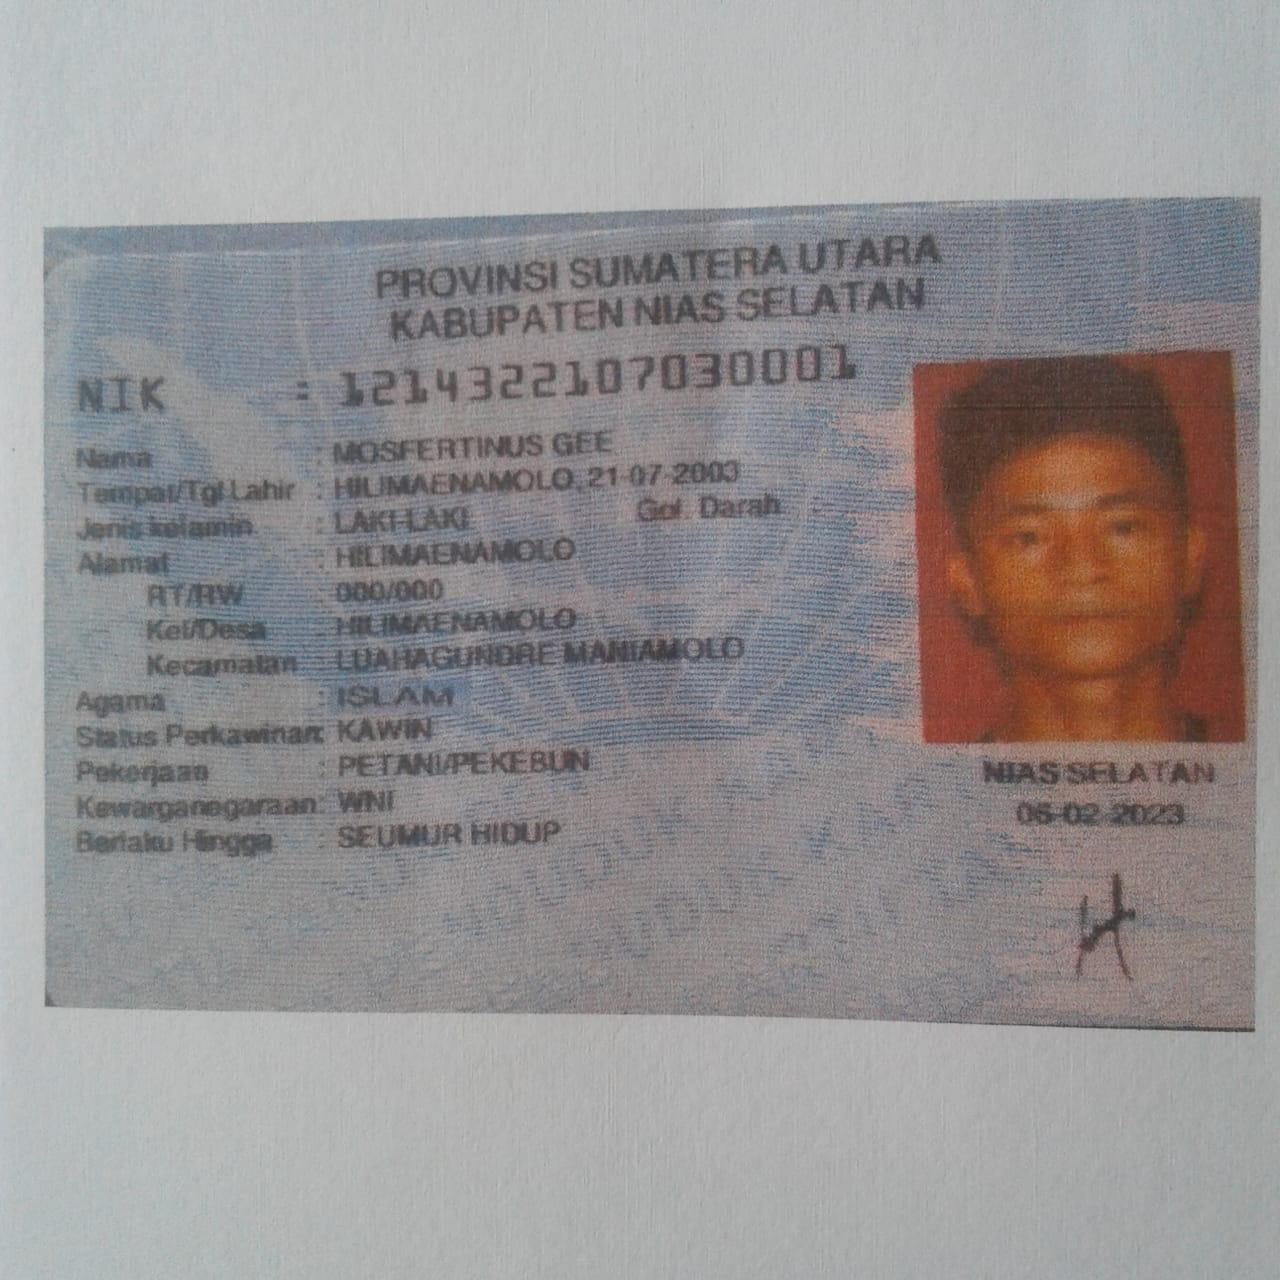 PROVINSI SUMATERA UTARA
KABUPATEN NIAS SELATAN
NIK : 1214322107030001
Nama : MOSFERTINUS GEE
Tempat/Tgl Lahir : HILIMAENAMOLO, 21-07-2003
Jenis kelamin : LAKI-LAKI Gol. Darah -
Alamat : HILIMAENAMOLO
RT/RW : 000/000
Kel/Desa : HILIMAENAMOLO
Kecamatan : LUAHAGUNDRE MANIAMOLO
Agama : ISLAM
Status Perkawinan: KAWIN
Pekerjaan : PETANI/PEKEBUN
Kewarganegaraan: WNI
Berlaku Hingga : SEUMUR HIDUP
NIAS SELATAN
06-02-2023